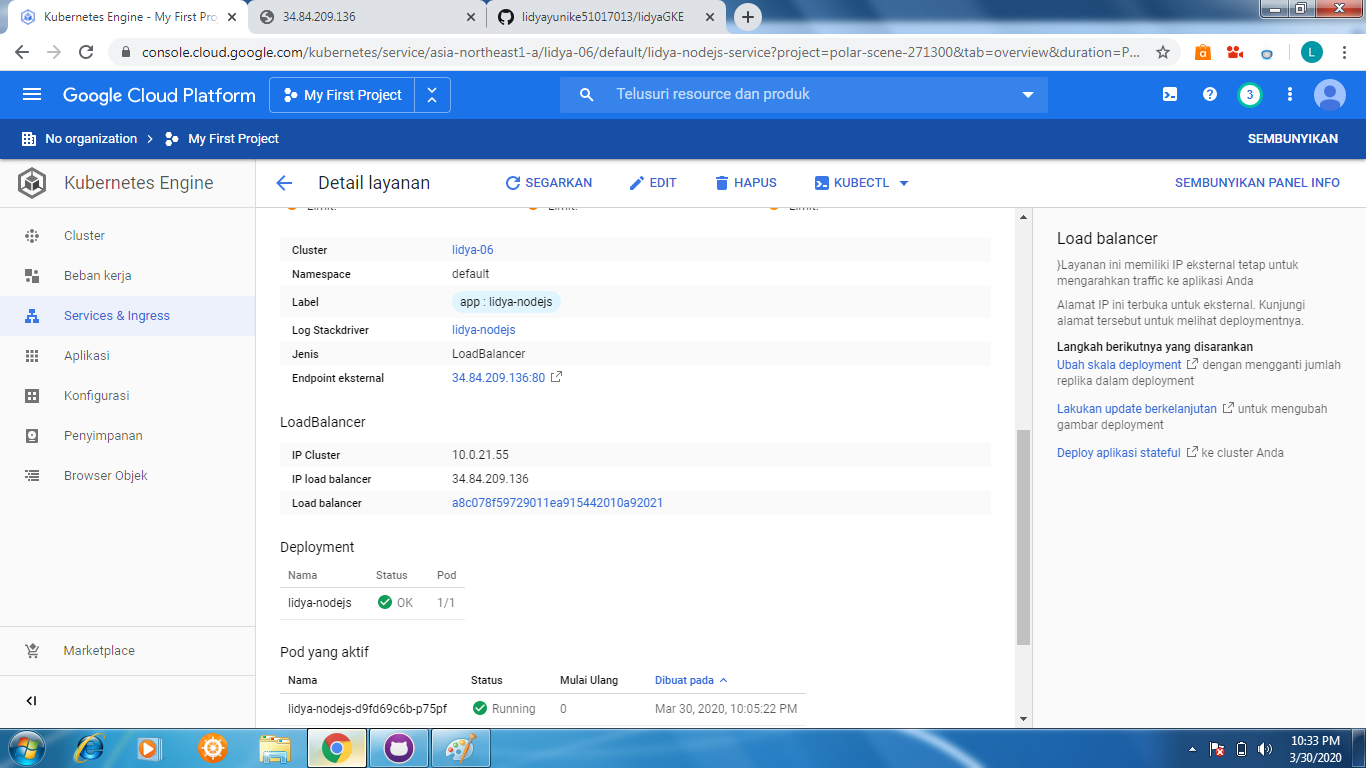 Kubernetes Engine - My First Pro
34.84.209.136
lidyayunike51017013/lidyaGKE
console.cloud.google.com/kubernetes/service/asia-northeast1-a/lidya-06/default/lidya-nodejs-service?project=polar-scene-271300&tab=overview&duration=P...
L
Google Cloud Platform
My First Project
Telusuri resource dan produk
3
No organization
My First Project
SEMBUNYIKAN
Kubernetes Engine
Detail layanan
SEGARKAN
EDIT
HAPUS
KUBECTL
SEMBUNYIKAN PANEL INFO
Cluster
Beban kerja
Services & Ingress
Aplikasi
Konfigurasi
Penyimpanan
Browser Objek
Marketplace
Limit: Limit: Limit:
Cluster lidya-06
Namespace default
Label app : lidya-nodejs
Log Stackdriver lidya-nodejs
Jenis LoadBalancer
Endpoint eksternal 34.84.209.136:80
LoadBalancer
IP Cluster 10.0.21.55
IP load balancer 34.84.209.136
Load balancer a8c078f59729011ea915442010a92021
Deployment
Nama Status Pod
lidya-nodejs OK 1/1
Pod yang aktif
Nama Status Mulai Ulang Dibuat pada
lidya-nodejs-d9fd69c6b-p75pf Running 0 Mar 30, 2020, 10:05:22 PM
Load balancer
}Layanan ini memiliki IP eksternal tetap untuk
mengarahkan traffic ke aplikasi Anda
Alamat IP ini terbuka untuk eksternal. Kunjungi
alamat tersebut untuk melihat deploymentnya.
Langkah berikutnya yang disarankan
Ubah skala deployment dengan mengganti jumlah
replika dalam deployment
Lakukan update berkelanjutan untuk mengubah
gambar deployment
Deploy aplikasi stateful ke cluster Anda
10:33 PM
3/30/2020